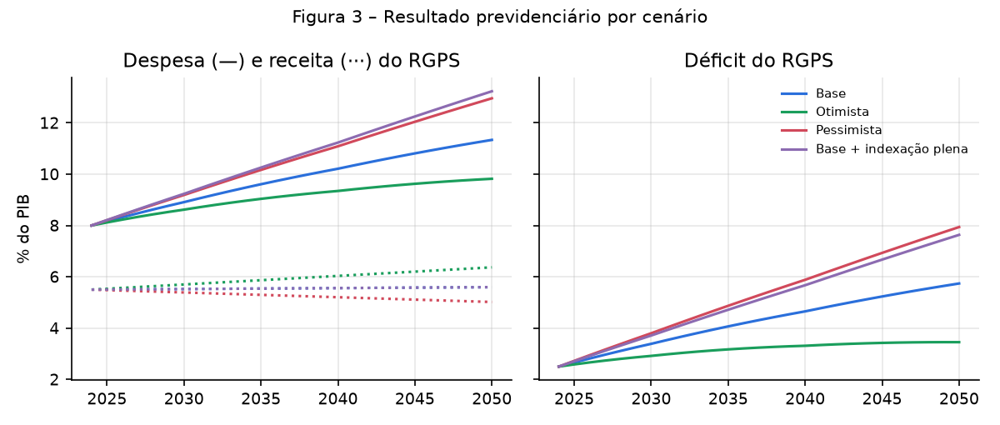 Figura 3 – Resultado previdenciário por cenário
Despesa (—) e receita (···) do RGPS
% do PIB
12
10
8
6
4
2
2025 2030 2035 2040 2045 2050
Déficit do RGPS
Base
Otimista
Pessimista
Base + indexação plena
2025 2030 2035 2040 2045 2050